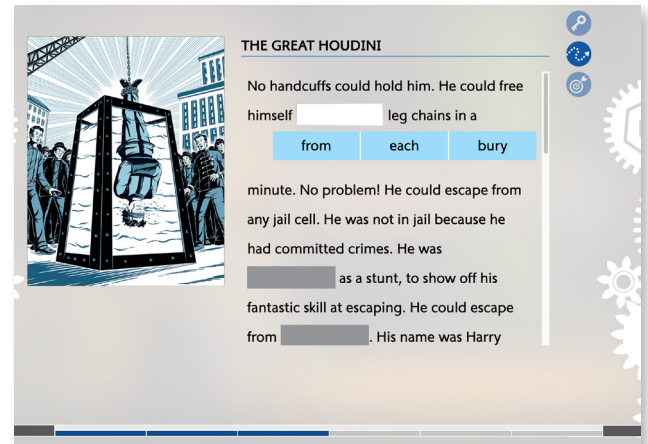 THE GREAT HOUDINI
No handcuffs could hold him. He could free
himself leg chains in a
from each bury
minute. No problem! He could escape from
any jail cell. He was not in jail because he
had committed crimes. He was
as a stunt, to show off his
fantastic skill at escaping. He could escape
from . His name was Harry